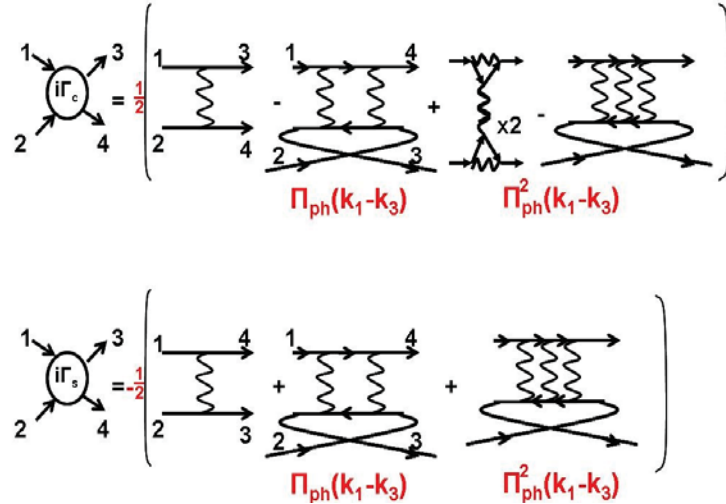 1 3 1 3 1 4
iΓc = 1/2 - + x2 -
2 4 2 4 2 3
Πph(k1-k3) Π²ph(k1-k3)
1 3 1 4 1 4
iΓs =-1/2 + +
2 4 2 3 2 3
Πph(k1-k3) Π²ph(k1-k3)